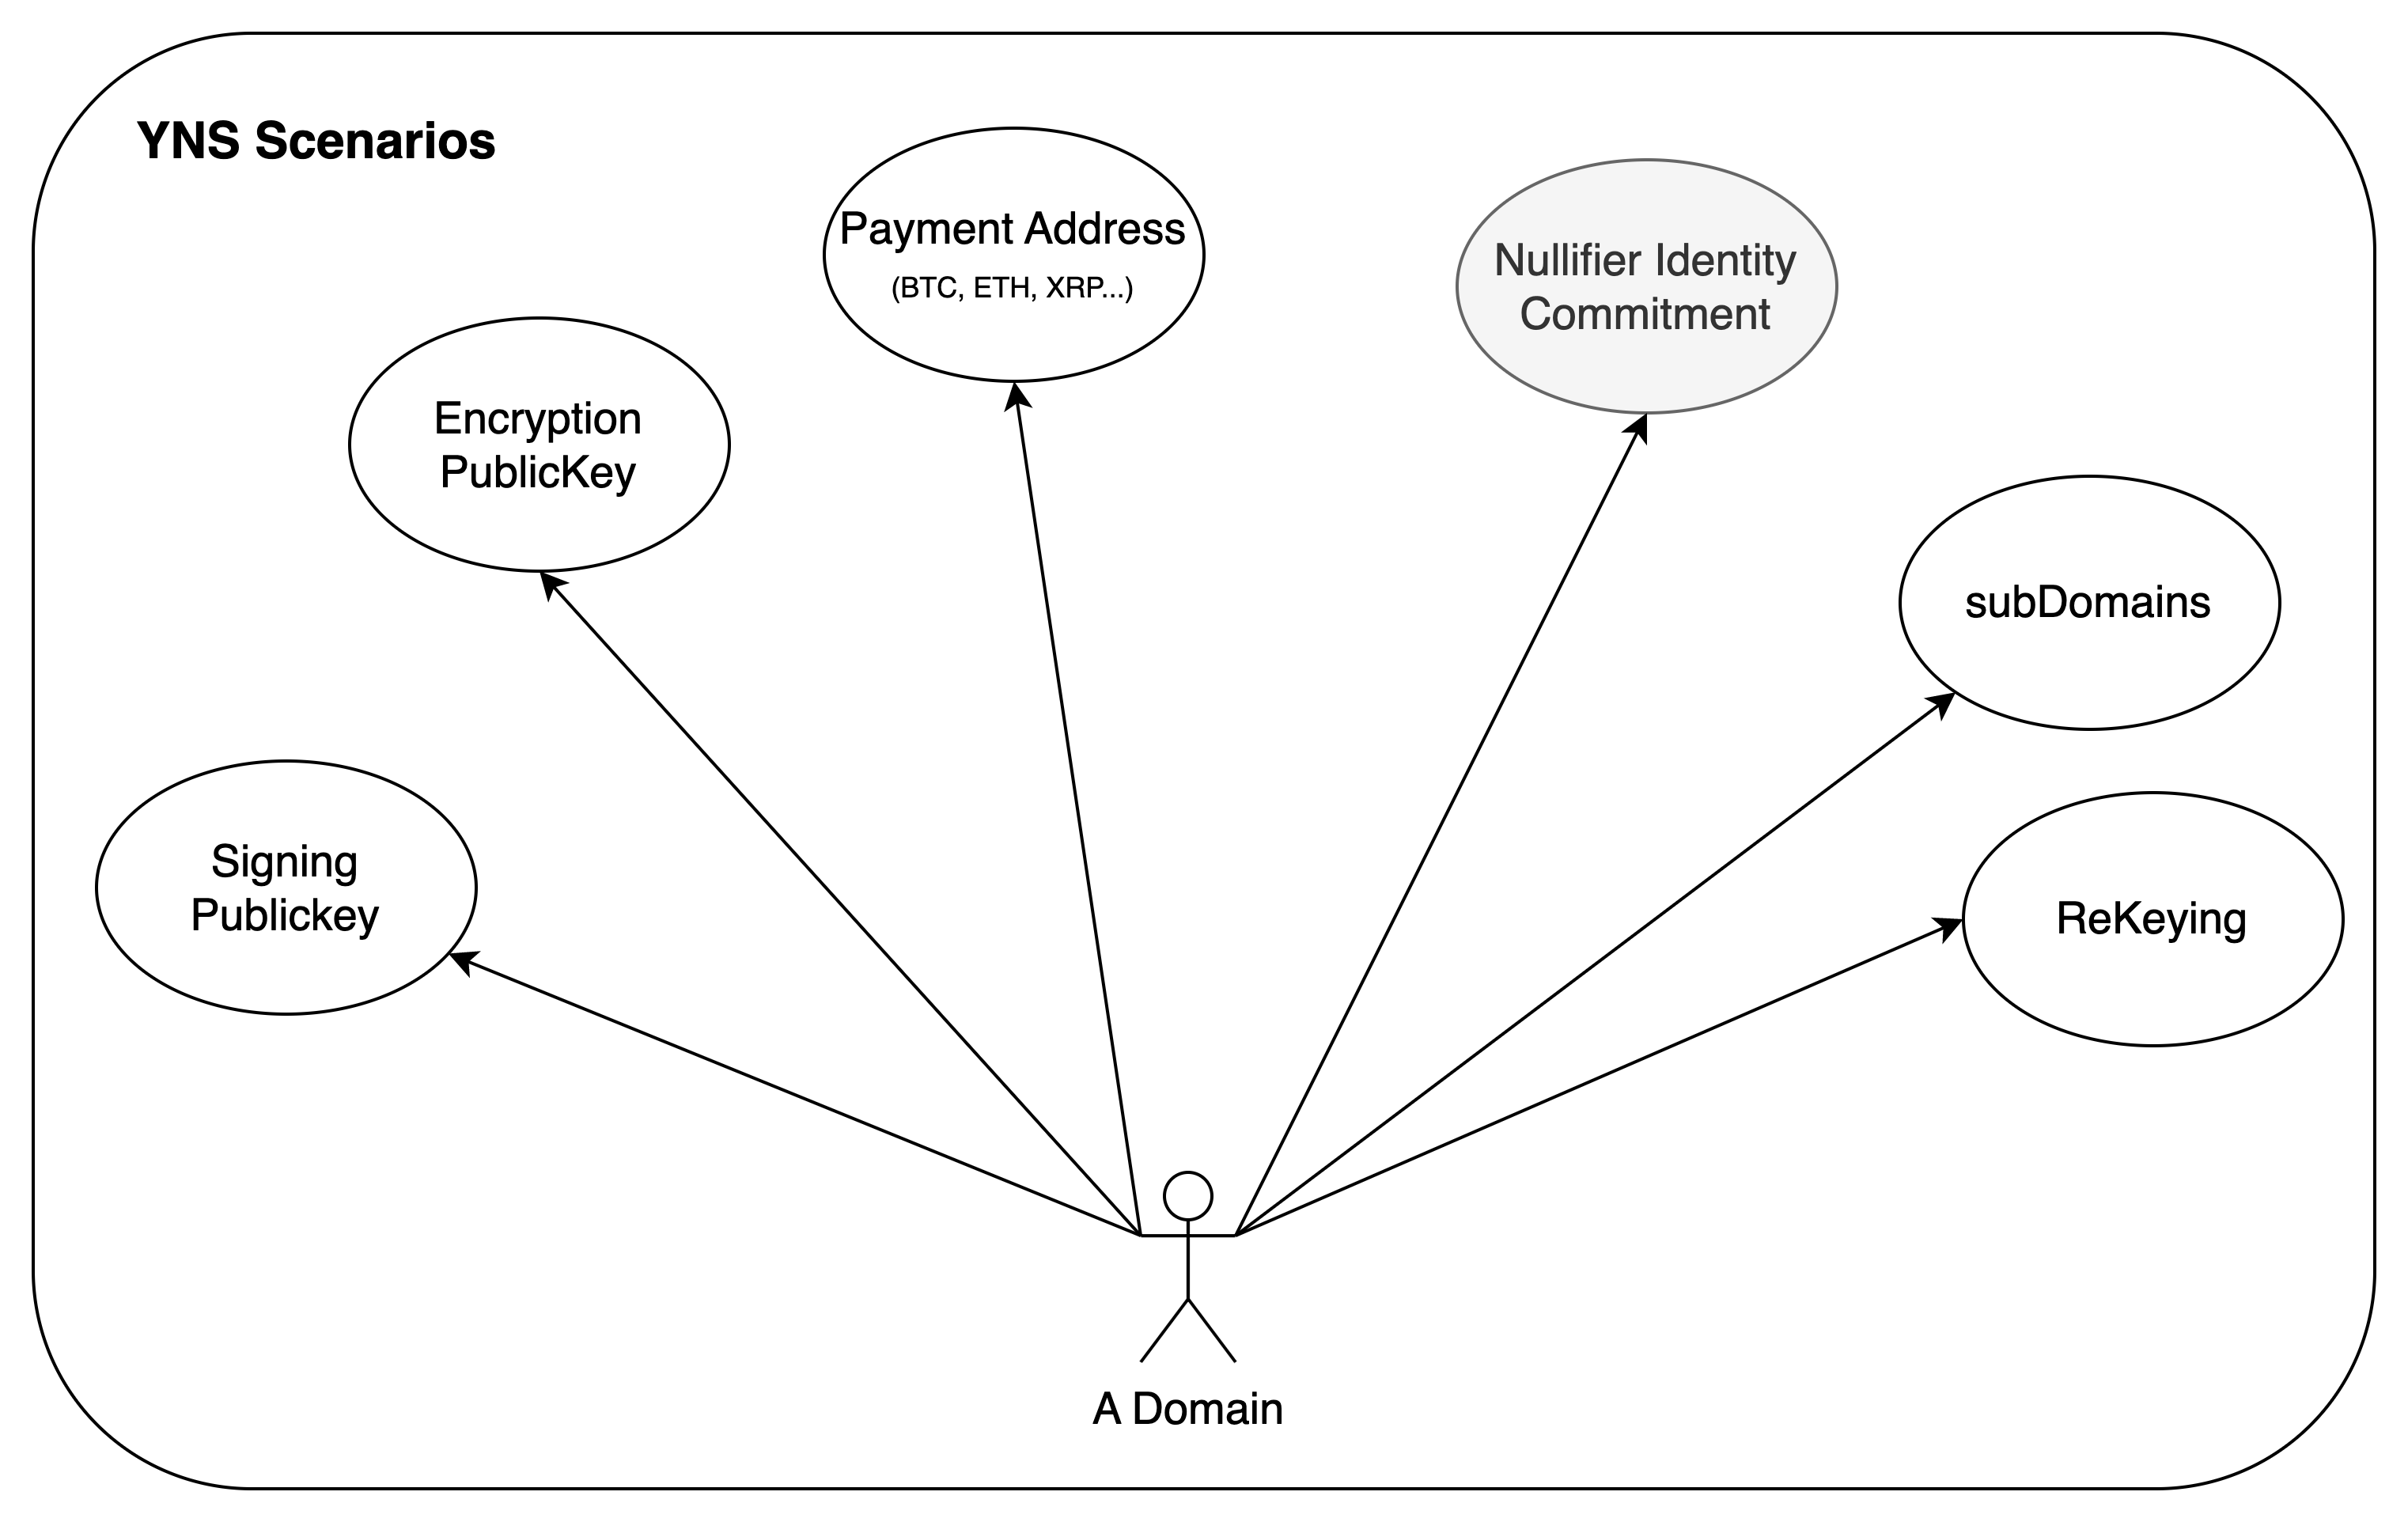 YNS Scenarios
Payment Address
(BTC, ETH, XRP...)
Nullifier Identity
Commitment
Encryption
PublicKey
subDomains
Signing
Publickey
ReKeying
A Domain